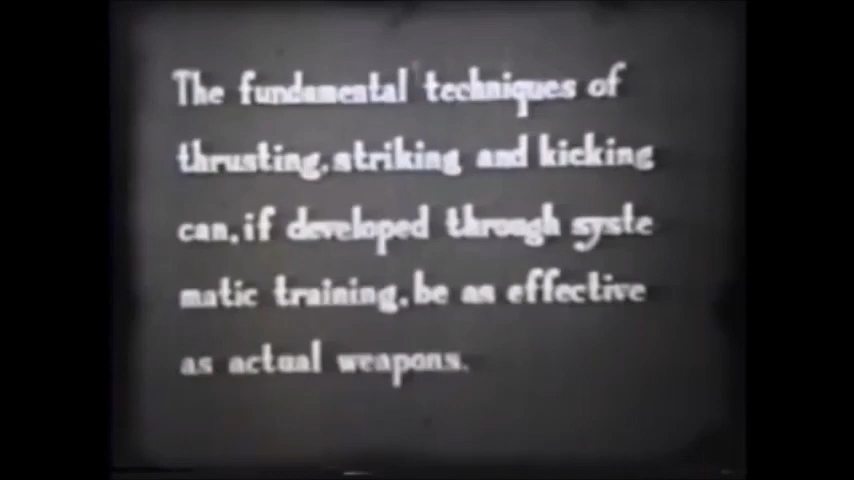 The fundamental techniques of
thrusting, striking and kicking
can, if developed through syste
matic training, be as effective
as actual weapons.